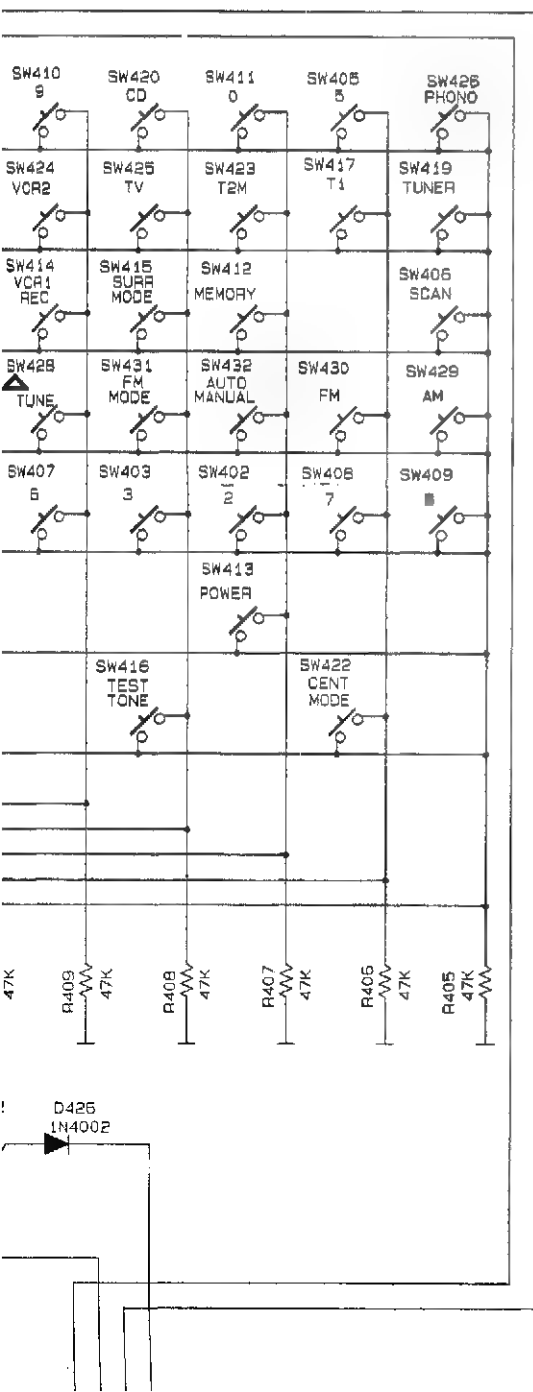 SW410
9
SW420
CD
SW411
0
SW405
5
SW426
PHONO
SW424
VCR2
SW425
TV
SW423
T2M
SW417
T1
SW419
TUNER
SW414
VCR1
REC
SW415
SURR
MODE
SW412
MEMORY
SW406
SCAN
SW428
TUNE
SW431
FM
MODE
SW432
AUTO
MANUAL
SW430
FM
SW429
AM
SW407
6
SW403
3
SW402
2
SW408
7
SW409
SW413
POWER
SW416
TEST
TONE
SW422
CENT
MODE
47K
R409
47K
R408
47K
R407
47K
R406
47K
R405
47K
D426
1N4002